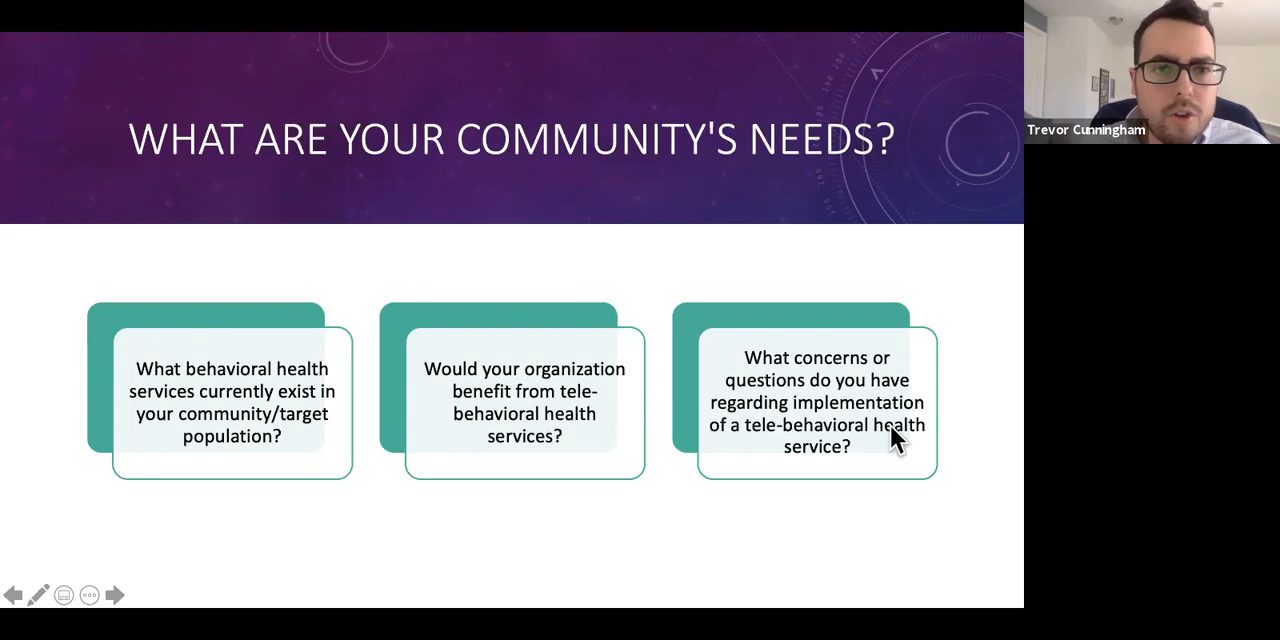 WHAT ARE YOUR COMMUNITY'S NEEDS?
What behavioral health
services currently exist in
your community/target
population?
Would your organization
benefit from tele-
behavioral health
services?
What concerns or
questions do you have
regarding implementation
of a tele-behavioral health
service?
Trevor Cunningham